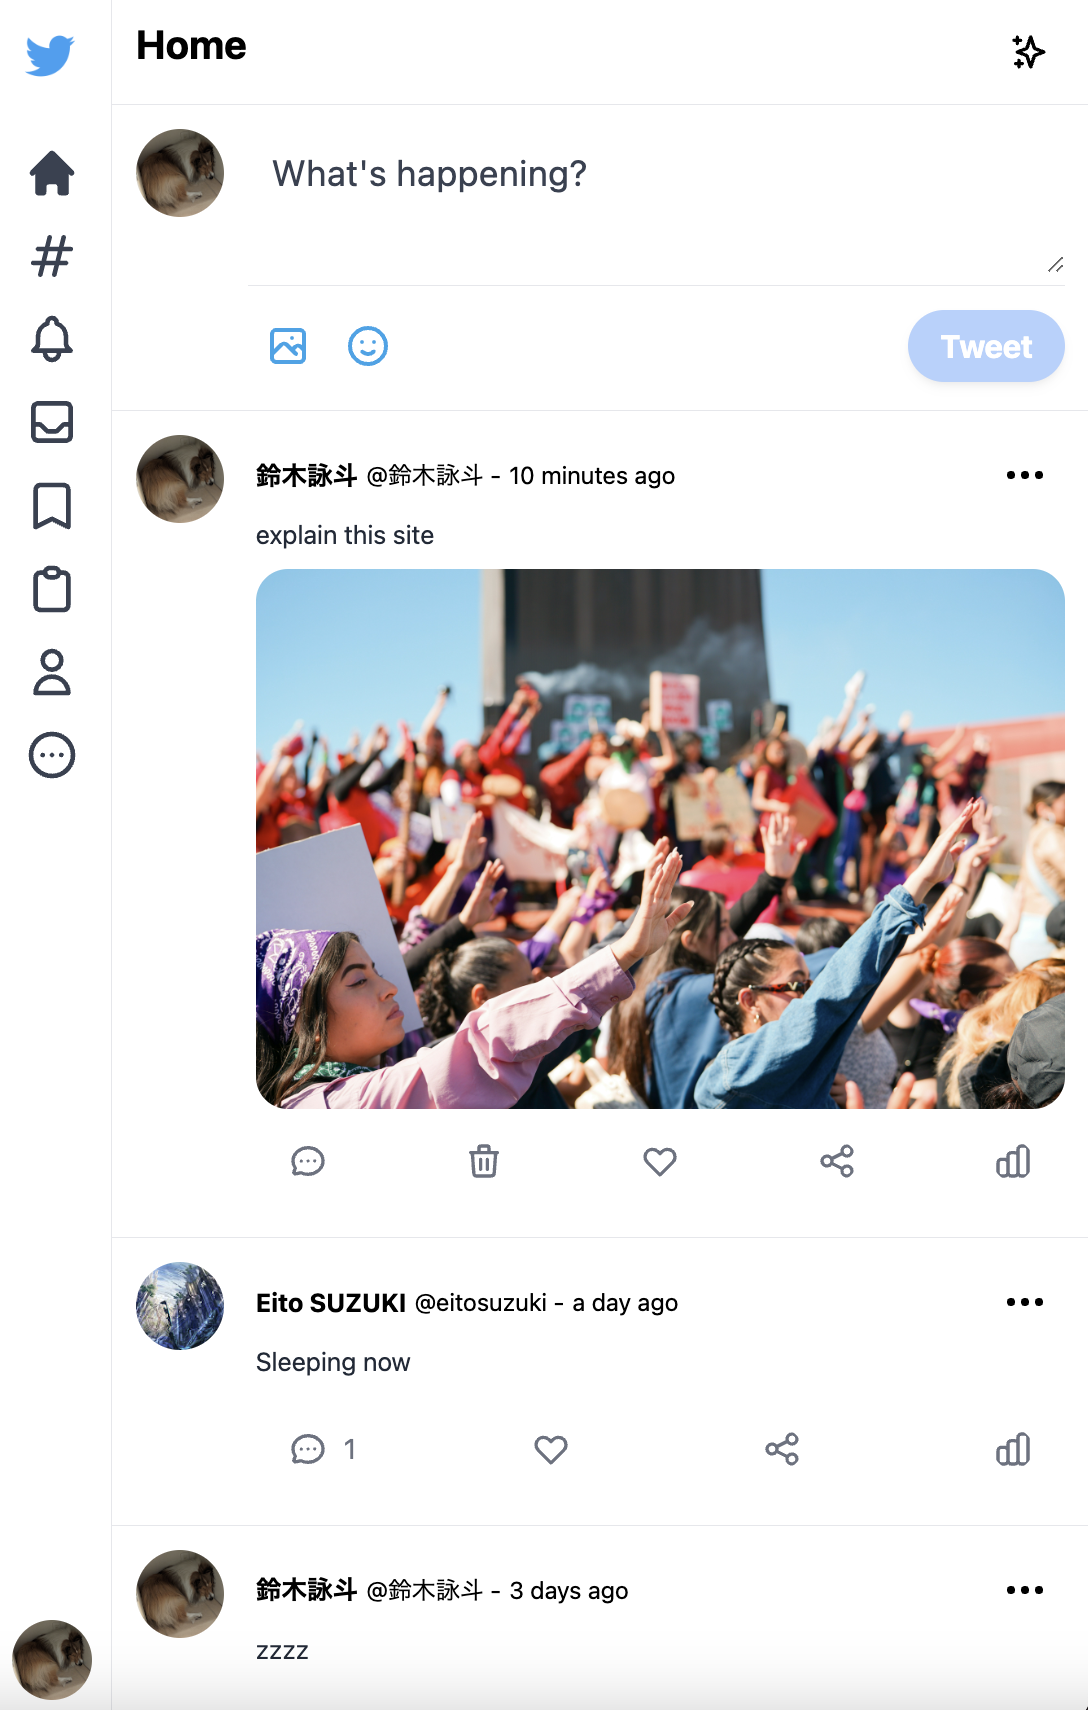 Home
What's happening?
Tweet
鈴木詠斗 @鈴木詠斗 - 10 minutes ago
explain this site
Eito SUZUKI @eitosuzuki - a day ago
Sleeping now
1
鈴木詠斗 @鈴木詠斗 - 3 days ago
zzzz